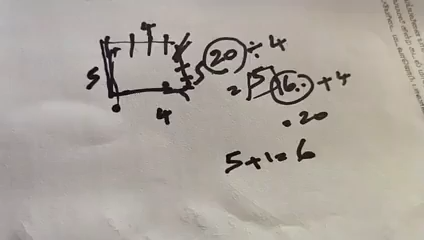 4
5 5 20 ÷ 4
= 5 16. + 4
4
= 20
5 + 1 = 6